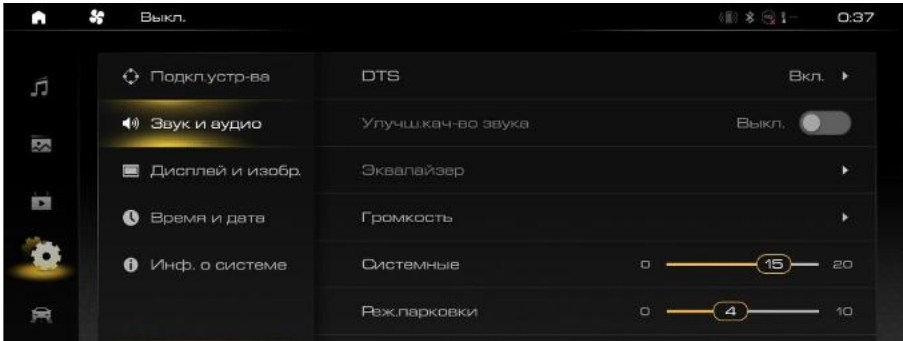 Выкл.
0:37
Подкл.устр-ва
DTS
Вкл.
Звук и аудио
Улучш.кач-во звука
Выкл.
Дисплей и изобр.
Эквалайзер
Время и дата
Громкость
Инф. о системе
Системные
0
15
20
Реж.парковки
0
4
10